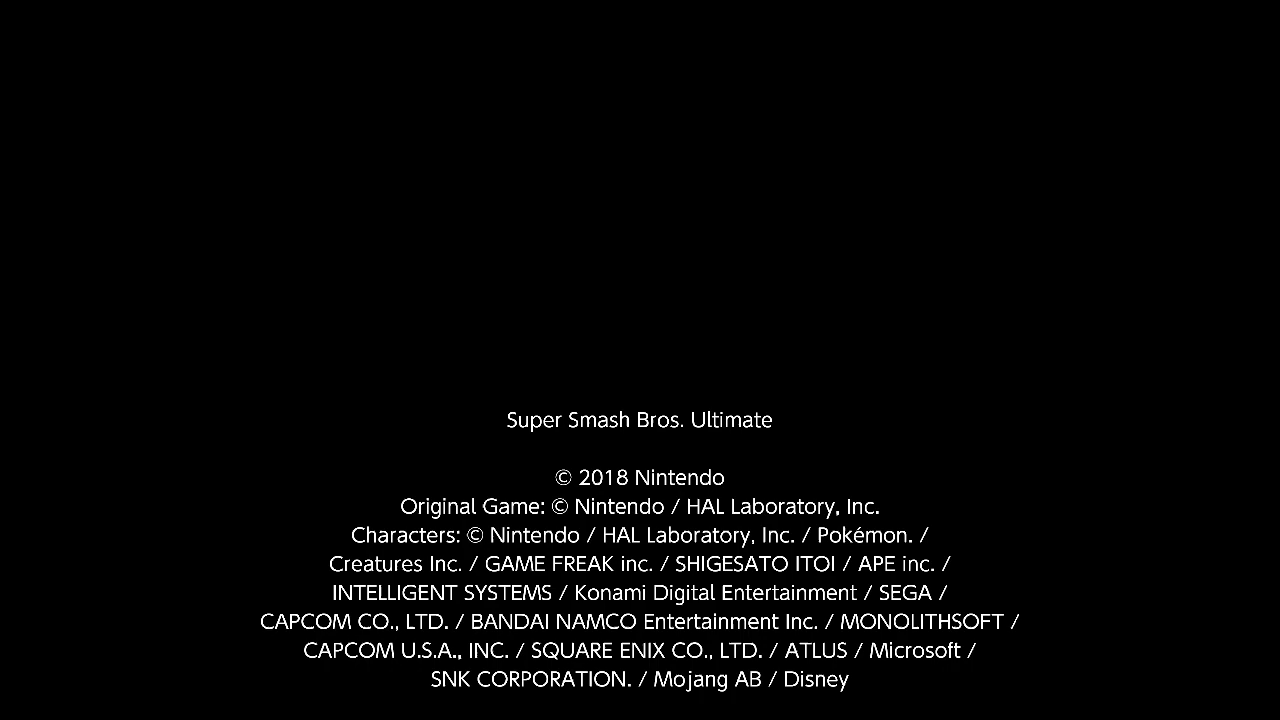 Super Smash Bros. Ultimate
© 2018 Nintendo
Original Game: © Nintendo / HAL Laboratory, Inc.
Characters: © Nintendo / HAL Laboratory, Inc. / Pokémon. /
Creatures Inc. / GAME FREAK inc. / SHIGESATO ITOI / APE inc. /
INTELLIGENT SYSTEMS / Konami Digital Entertainment / SEGA /
CAPCOM CO., LTD. / BANDAI NAMCO Entertainment Inc. / MONOLITHSOFT /
CAPCOM U.S.A., INC. / SQUARE ENIX CO., LTD. / ATLUS / Microsoft /
SNK CORPORATION. / Mojang AB / Disney